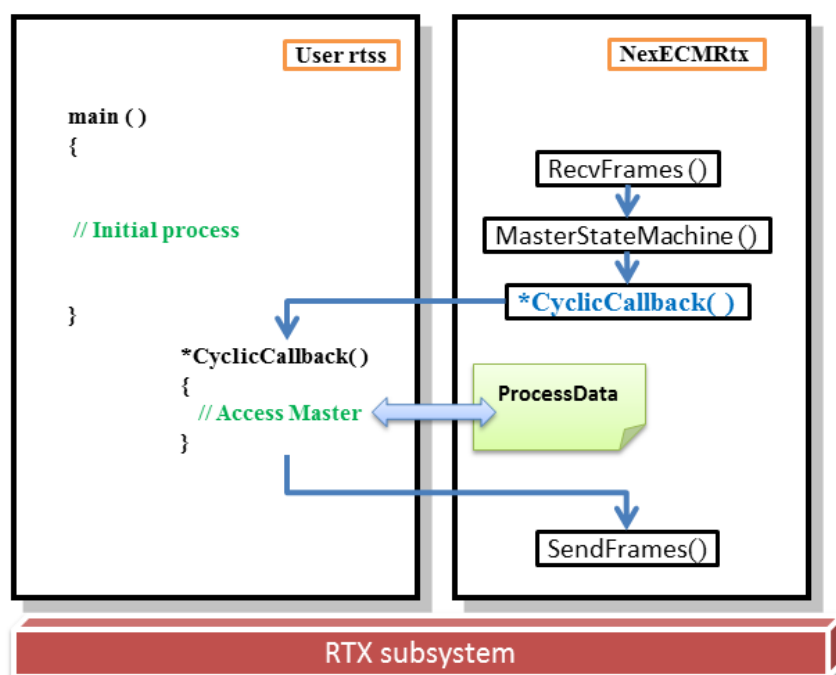 User rtss
main ( )
{
// Initial process
}
*CyclicCallback( )
{
// Access Master
}
NexECMRtx
RecvFrames ()
MasterStateMachine ()
*CyclicCallback( )
ProcessData
SendFrames()
RTX subsystem